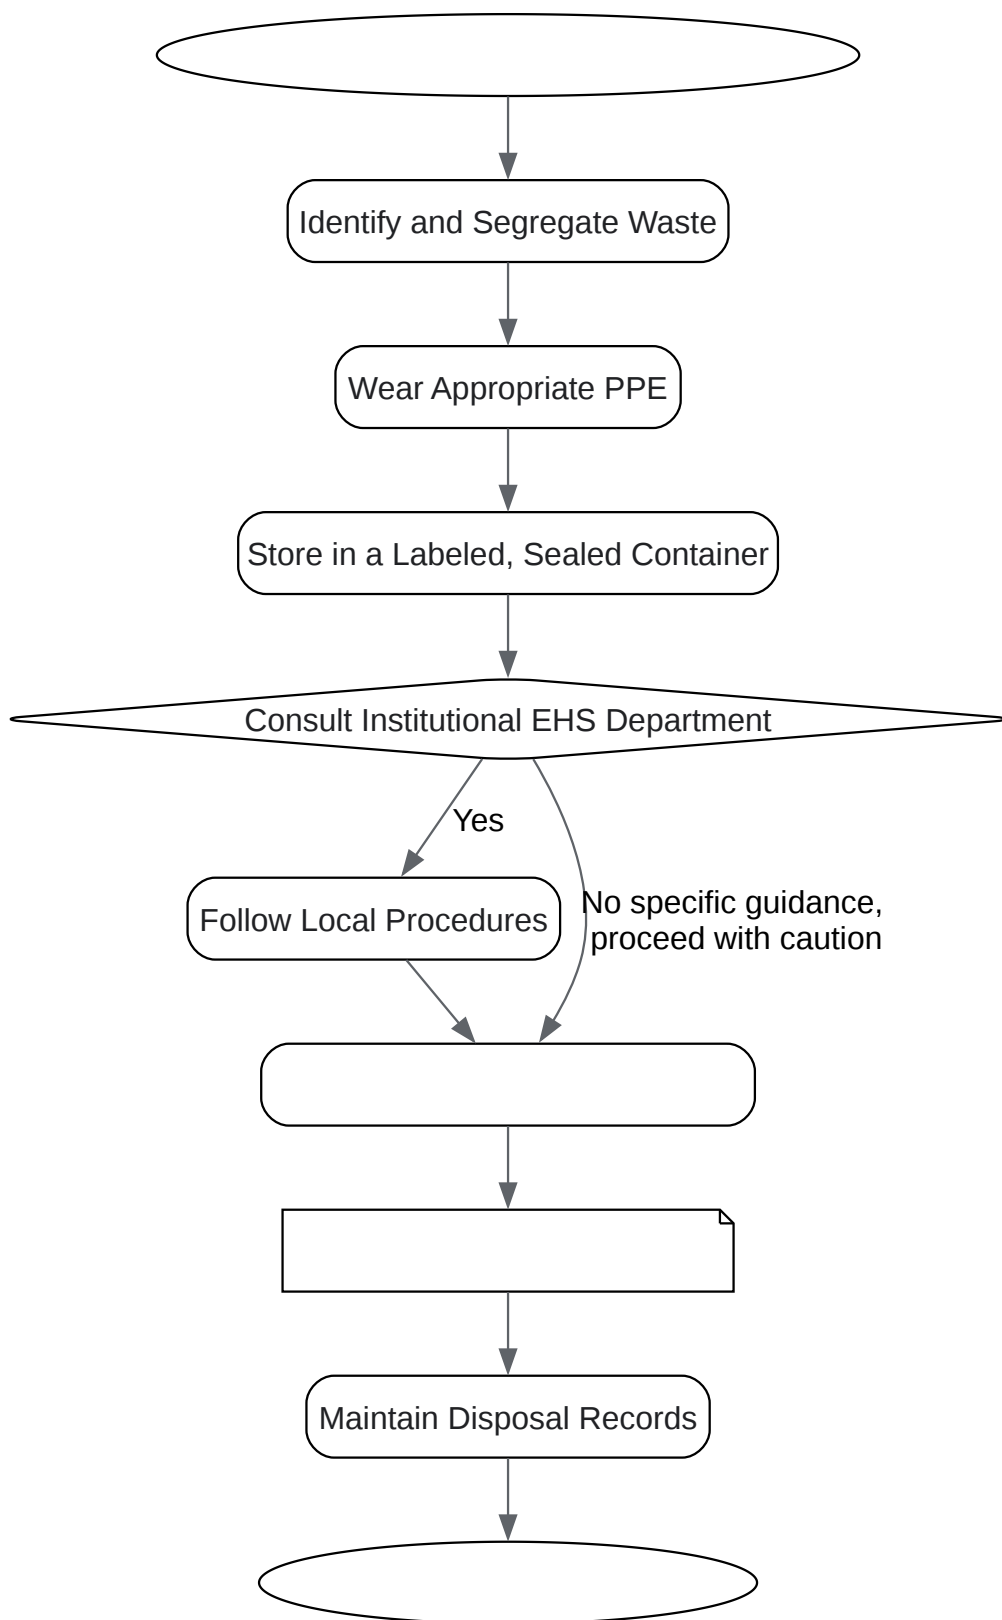 Identify and Segregate Waste
Wear Appropriate PPE
Store in a Labeled, Sealed Container
Consult Institutional EHS Department
Yes
Follow Local Procedures
No specific guidance,
proceed with caution
Maintain Disposal Records